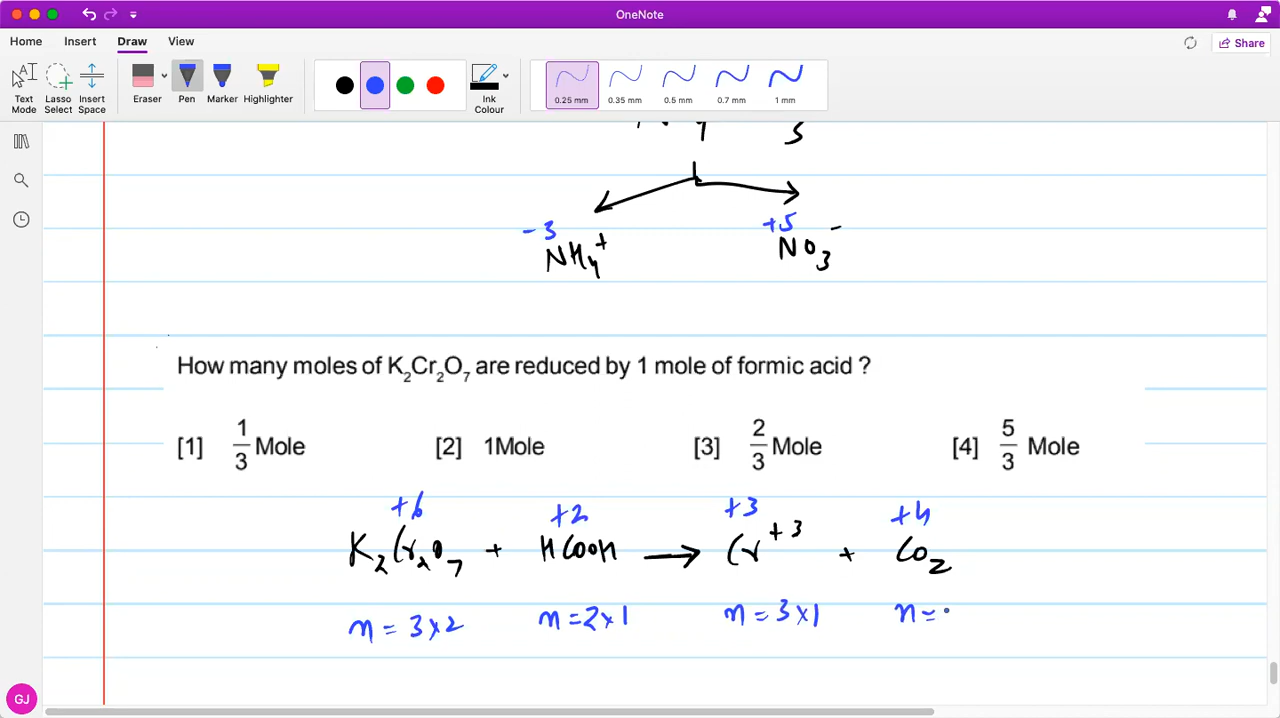 OneNote
Home Insert Draw View
Share
Text Mode
Lasso Select
Insert Space
Eraser
Pen
Marker
Highlighter
Ink Colour
0.25 mm
0.35 mm
0.5 mm
0.7 mm
1 mm
-3 +5
NH4+ NO3-
How many moles of K2Cr2O7 are reduced by 1 mole of formic acid ?
[1] 1/3 Mole [2] 1Mole [3] 2/3 Mole [4] 5/3 Mole
+6 +2 +3 +4
K2Cr2O7 + HCOOH → Cr+3 + CO2
n = 3×2 n = 2×1 n = 3×1 n =
GJ